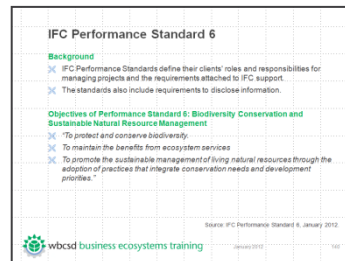 IFC Performance Standard 6
Background
IFC Performance Standards define their clients' roles and responsibilities for
managing projects and the requirements attached to IFC support.
The standards also include requirements to disclose information.
Objectives of Performance Standard 6: Biodiversity Conservation and
Sustainable Natural Resource Management
"To protect and conserve biodiversity.
To maintain the benefits from ecosystem services
To promote the sustainable management of living natural resources through the
adoption of practices that integrate conservation needs and development
priorities."
Source: IFC Performance Standard 6, January 2012.
wbcsd business ecosystems training
January 2012